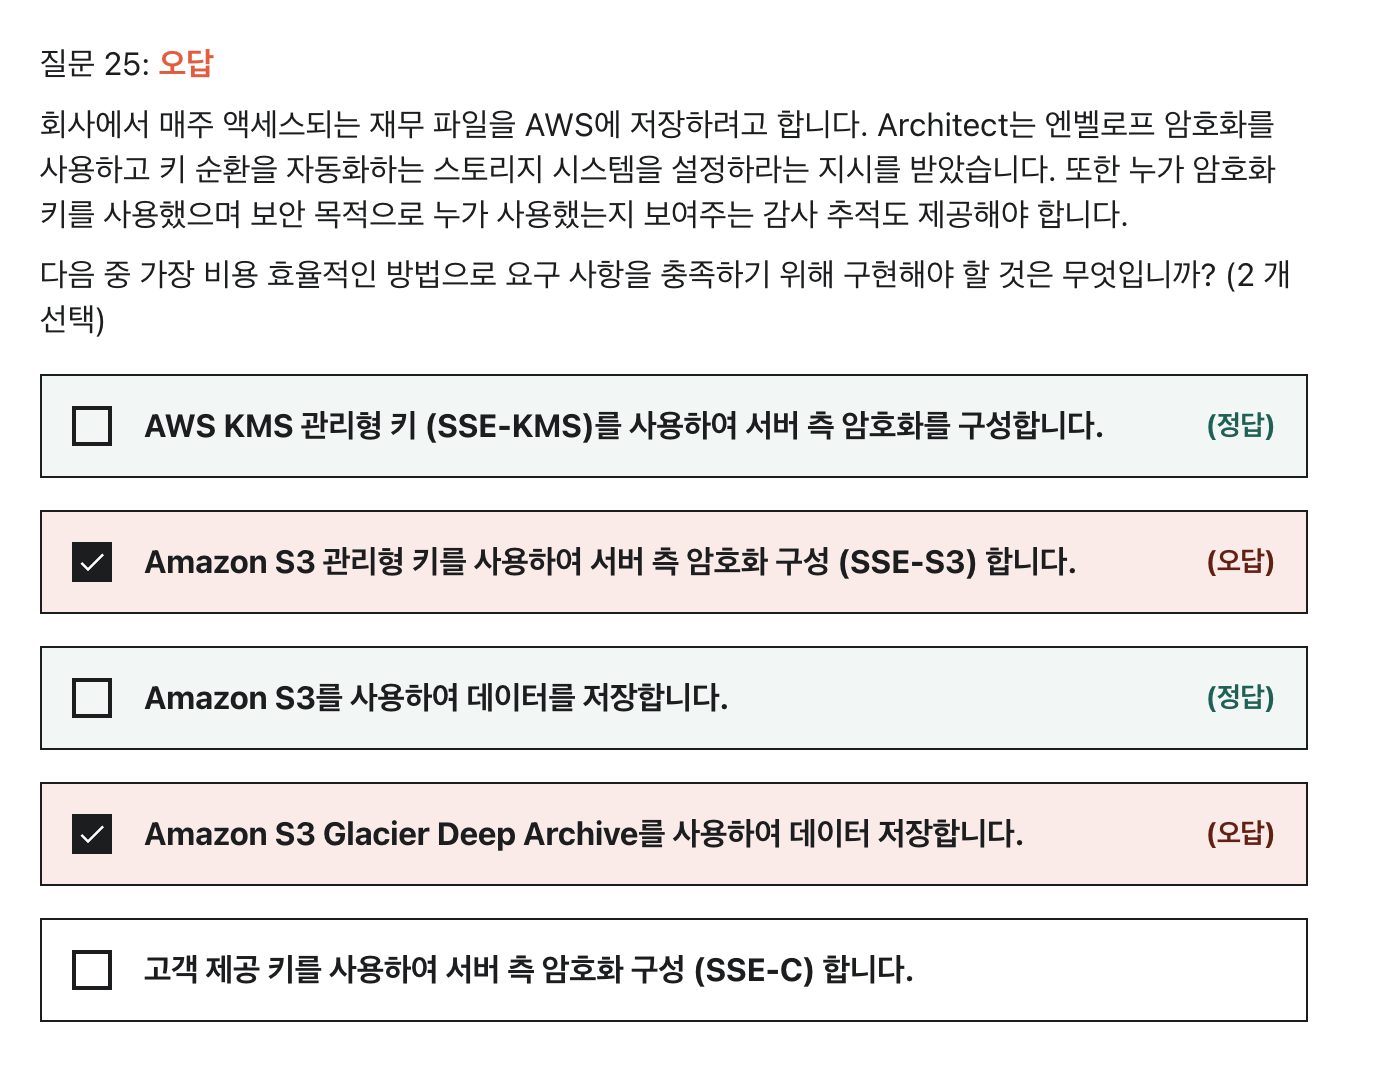 질문 25: 오답
회사에서 매주 액세스되는 재무 파일을 AWS에 저장하려고 합니다. Architect는 엔벨로프 암호화를
사용하고 키 순환을 자동화하는 스토리지 시스템을 설정하라는 지시를 받았습니다. 또한 누가 암호화
키를 사용했으며 보안 목적으로 누가 사용했는지 보여주는 감사 추적도 제공해야 합니다.
다음 중 가장 비용 효율적인 방법으로 요구 사항을 충족하기 위해 구현해야 할 것은 무엇입니까? (2 개
선택)
AWS KMS 관리형 키 (SSE-KMS)를 사용하여 서버 측 암호화를 구성합니다. (정답)
Amazon S3 관리형 키를 사용하여 서버 측 암호화 구성 (SSE-S3) 합니다. (오답)
Amazon S3를 사용하여 데이터를 저장합니다. (정답)
Amazon S3 Glacier Deep Archive를 사용하여 데이터 저장합니다. (오답)
고객 제공 키를 사용하여 서버 측 암호화 구성 (SSE-C) 합니다.